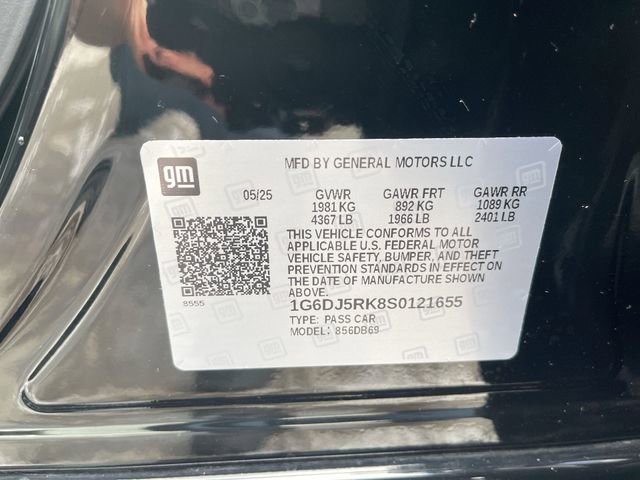 gm
MFD BY GENERAL MOTORS LLC
05/25 GVWR GAWR FRT GAWR RR
1981 KG 892 KG 1089 KG
4367 LB 1966 LB 2401 LB
THIS VEHICLE CONFORMS TO ALL
APPLICABLE U.S. FEDERAL MOTOR
VEHICLE SAFETY, BUMPER, AND THEFT
PREVENTION STANDARDS IN EFFECT ON
THE DATE OF MANUFACTURE SHOWN
ABOVE.
8555
1G6DJ5RK8S0121655
TYPE: PASS CAR
MODEL: 856DB69